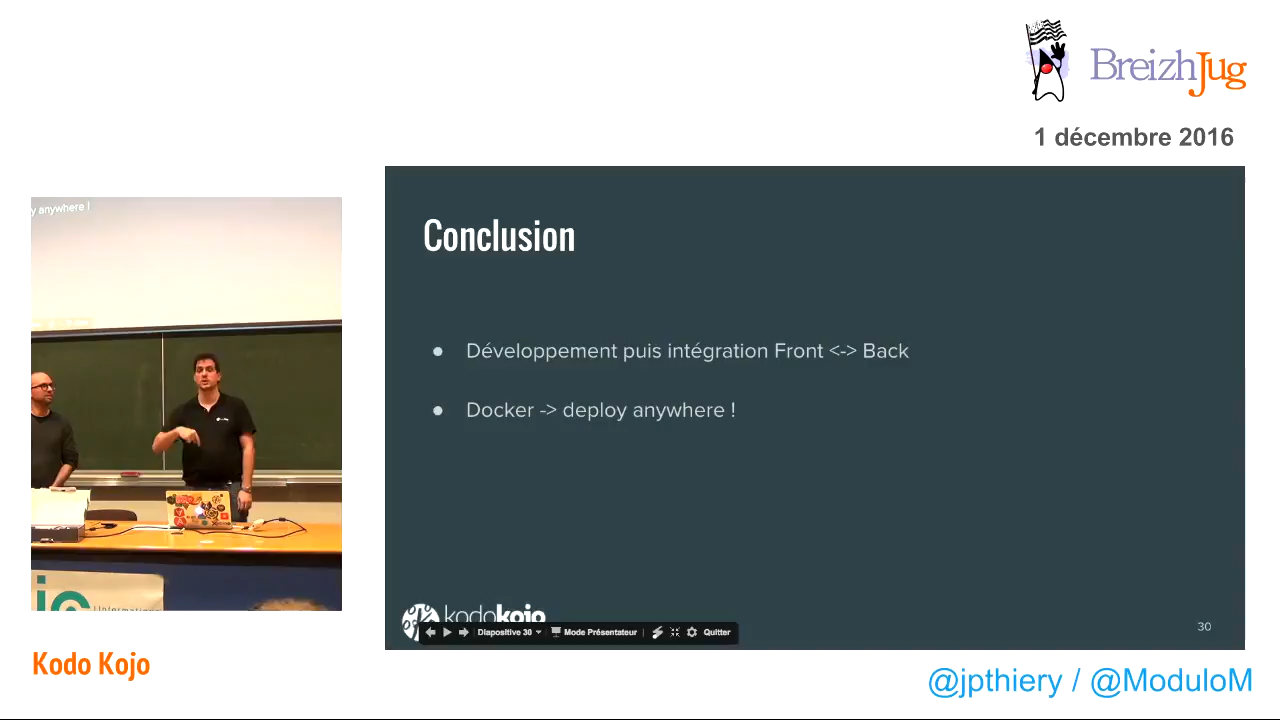 BreizhJug
1 décembre 2016
y anywhere !
Conclusion
● Développement puis intégration Front <-> Back
● Docker -> deploy anywhere !
kodokojo
Diapositive 30
Mode Présentateur
Quitter
30
Kodo Kojo
@jpthiery / @ModuloM